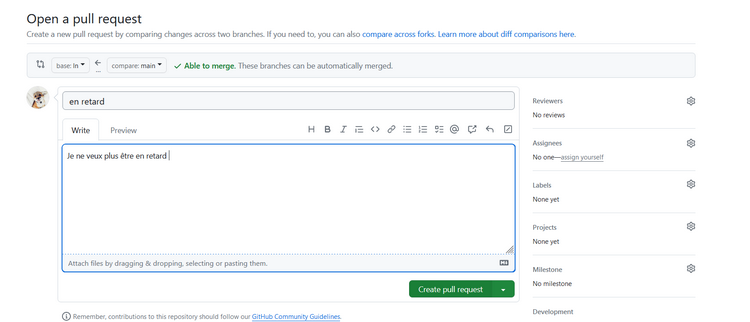 Open a pull request
Create a new pull request by comparing changes across two branches. If you need to, you can also compare across forks. Learn more about diff comparisons here.
base: ln ← compare: main ✓ Able to merge. These branches can be automatically merged.
...
en retard
Write Preview
Je ne veux plus être en retard
Attach files by dragging & dropping, selecting or pasting them.
Create pull request
Remember, contributions to this repository should follow our GitHub Community Guidelines.
Reviewers
No reviews
Assignees
No one—assign yourself
Labels
None yet
Projects
None yet
Milestone
No milestone
Development